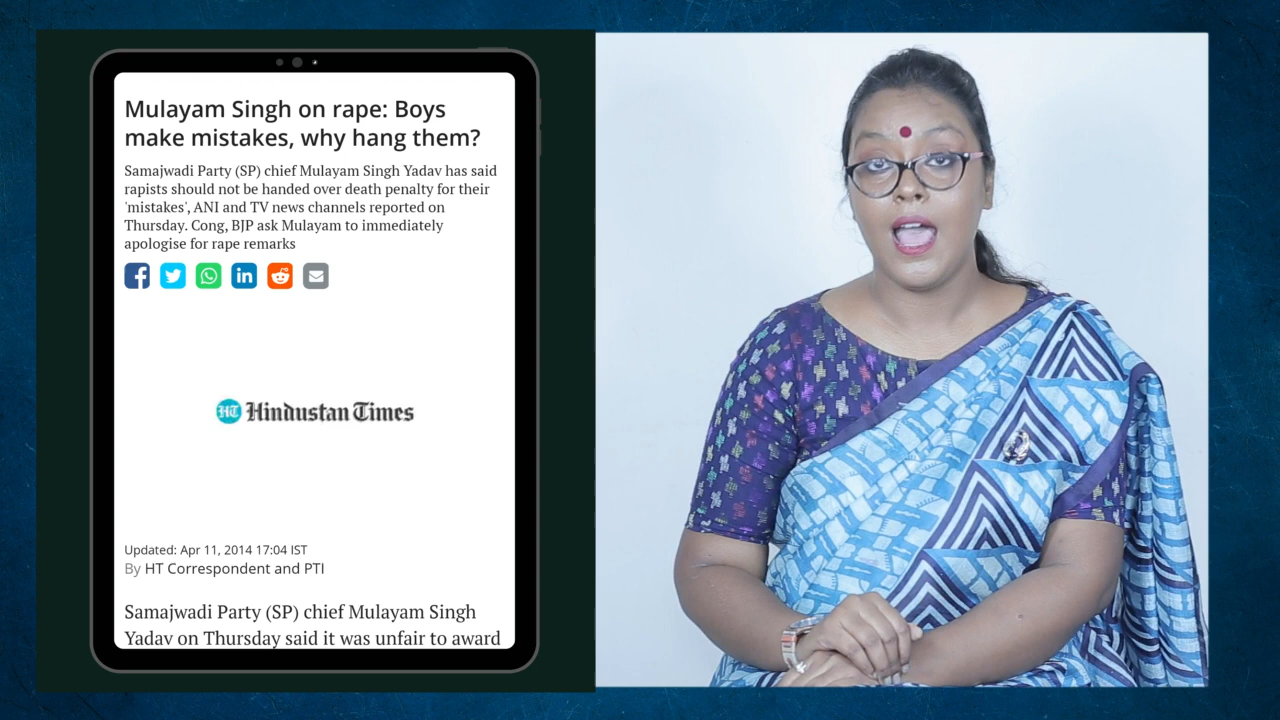 Mulayam Singh on rape: Boys
make mistakes, why hang them?
Samajwadi Party (SP) chief Mulayam Singh Yadav has said
rapists should not be handed over death penalty for their
'mistakes', ANI and TV news channels reported on
Thursday. Cong, BJP ask Mulayam to immediately
apologise for rape remarks
HT Hindustan Times
Updated: Apr 11, 2014 17:04 IST
By HT Correspondent and PTI
Samajwadi Party (SP) chief Mulayam Singh
Yadav on Thursday said it was unfair to award